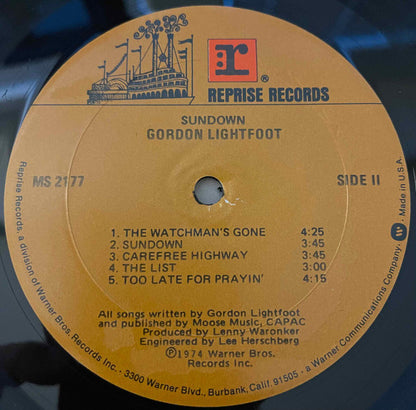 r
®
REPRISE RECORDS
SUNDOWN
GORDON LIGHTFOOT
MS 2177
SIDE II
1. THE WATCHMAN'S GONE 4:25
2. SUNDOWN 3:45
3. CAREFREE HIGHWAY 3:45
4. THE LIST 3:00
5. TOO LATE FOR PRAYIN' 4:15
All songs written by Gordon Lightfoot
and published by Moose Music, CAPAC
Produced by Lenny Waronker
Engineered by Lee Herschberg
Ⓟ1974 Warner Bros.
Records Inc.
Reprise Records, a division of Warner Bros. Records Inc. · 3300 Warner Blvd., Burbank, Calif. 91505 - a Warner Communications Company. W · Made in U.S.A.